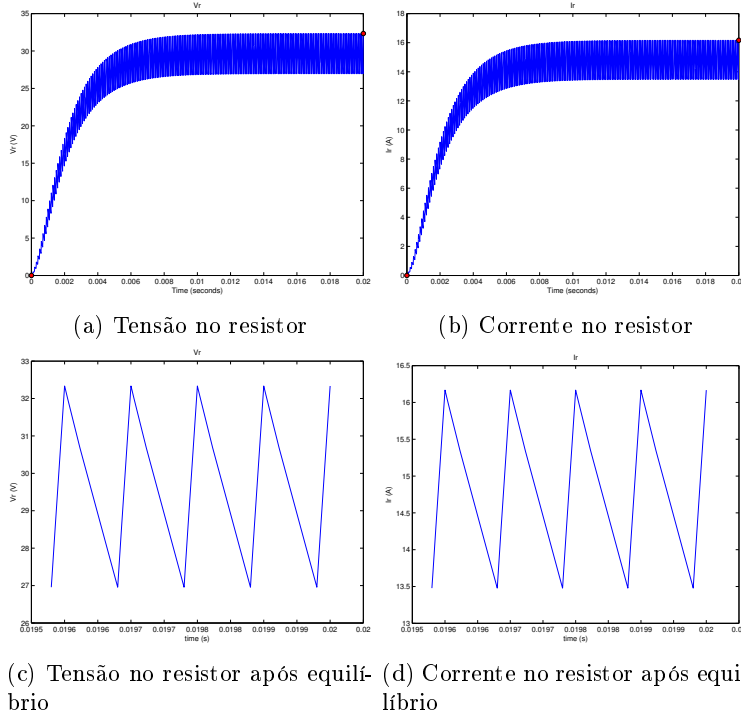 Vr
35
30
25
20
15
10
5
0
Vr (V)
0 0.002 0.004 0.006 0.008 0.01 0.012 0.014 0.016 0.018 0.02
Time (seconds)
(a) Tensão no resistor
Ir
18
16
14
12
10
8
6
4
2
0
Ir (A)
0 0.002 0.004 0.006 0.008 0.01 0.012 0.014 0.016 0.018 0.0
Time (seconds)
(b) Corrente no resistor
Vr
33
32
31
30
29
28
27
26
Vr (V)
0.0195 0.0196 0.0196 0.0197 0.0197 0.0198 0.0198 0.0199 0.0199 0.02 0.02
time (s)
(c) Tensão no resistor após equilí-
brio
Ir
16.5
16
15.5
15
14.5
14
13.5
13
Ir (A)
0.0195 0.0196 0.0196 0.0197 0.0197 0.0198 0.0198 0.0199 0.0199 0.02 0.0
time (s)
(d) Corrente no resistor após equi
líbrio